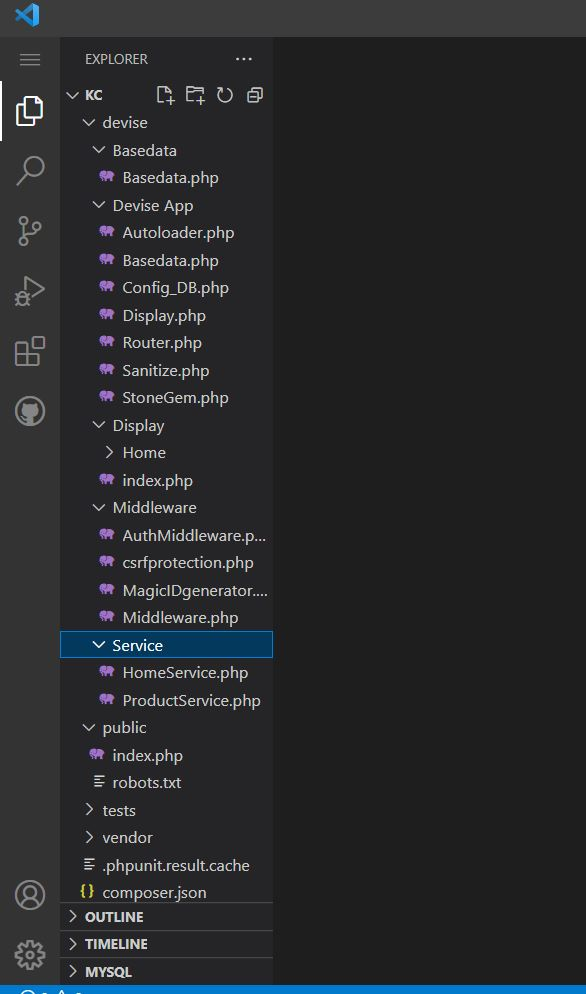 EXPLORER
KC
devise
Basedata
Basedata.php
Devise App
Autoloader.php
Basedata.php
Config_DB.php
Display.php
Router.php
Sanitize.php
StoneGem.php
Display
Home
index.php
Middleware
AuthMiddleware.p...
csrfprotection.php
MagicIDgenerator....
Middleware.php
Service
HomeService.php
ProductService.php
public
index.php
robots.txt
tests
vendor
.phpunit.result.cache
{} composer.json
OUTLINE
TIMELINE
MYSQL